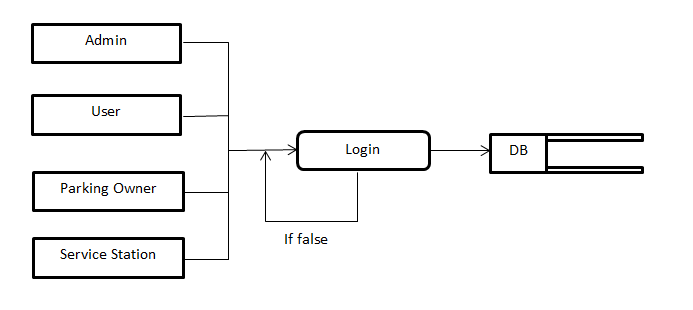 Admin
User
Login
DB
Parking Owner
If false
Service Station